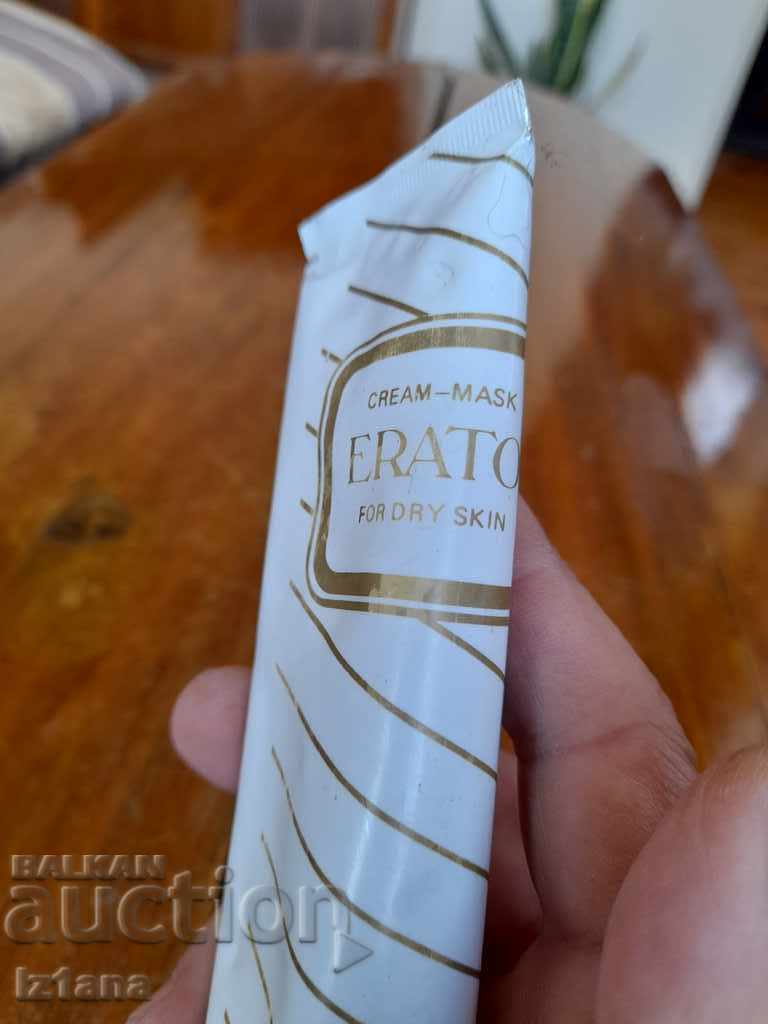 CREAM-MASK
ERATO
FOR DRY SKIN
BALKAN
auction
Iz1ana